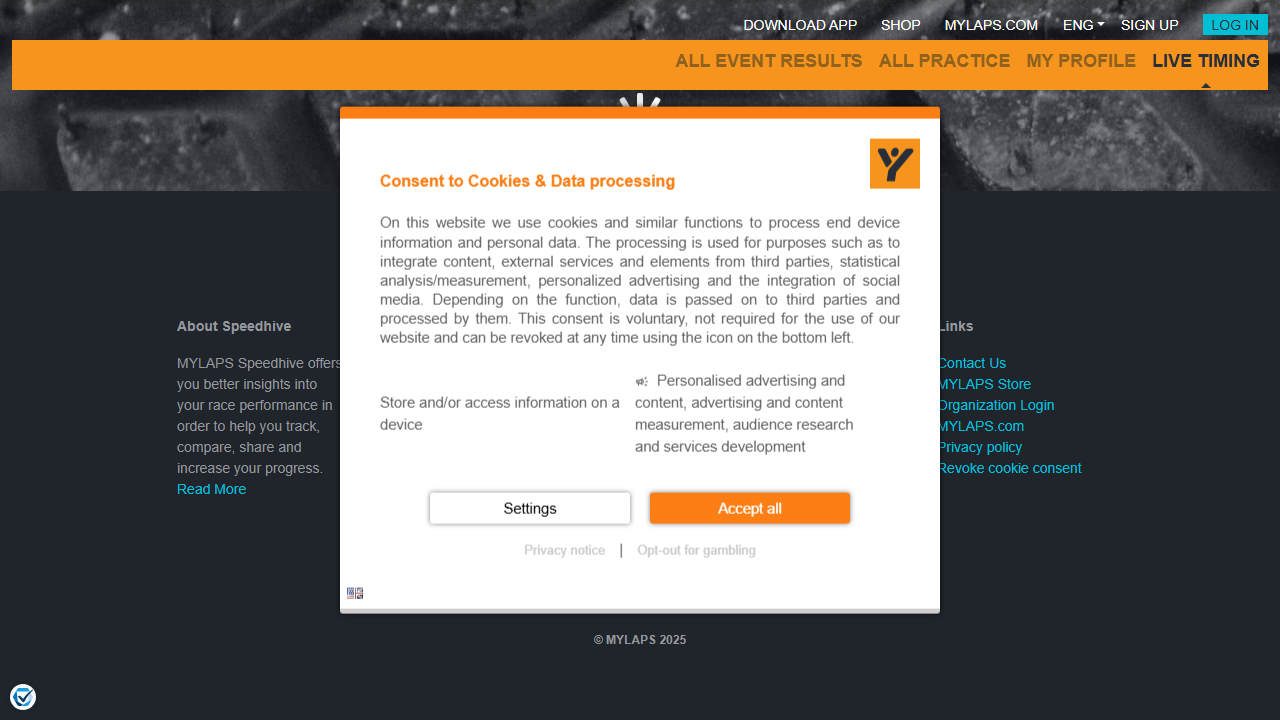 DOWNLOAD APP SHOP MYLAPS.COM ENG SIGN UP LOG IN
ALL EVENT RESULTS ALL PRACTICE MY PROFILE LIVE TIMING
Consent to Cookies & Data processing
On this website we use cookies and similar functions to process end device
information and personal data. The processing is used for purposes such as to
integrate content, external services and elements from third parties, statistical
analysis/measurement, personalized advertising and the integration of social
media. Depending on the function, data is passed on to third parties and
processed by them. This consent is voluntary, not required for the use of our
website and can be revoked at any time using the icon on the bottom left.
Store and/or access information on a
device
Personalised advertising and
content, advertising and content
measurement, audience research
and services development
Settings Accept all
Privacy notice | Opt-out for gambling
About Speedhive
MYLAPS Speedhive offers
you better insights into
your race performance in
order to help you track,
compare, share and
increase your progress.
Read More
Links
Contact Us
MYLAPS Store
Organization Login
MYLAPS.com
Privacy policy
Revoke cookie consent
© MYLAPS 2025